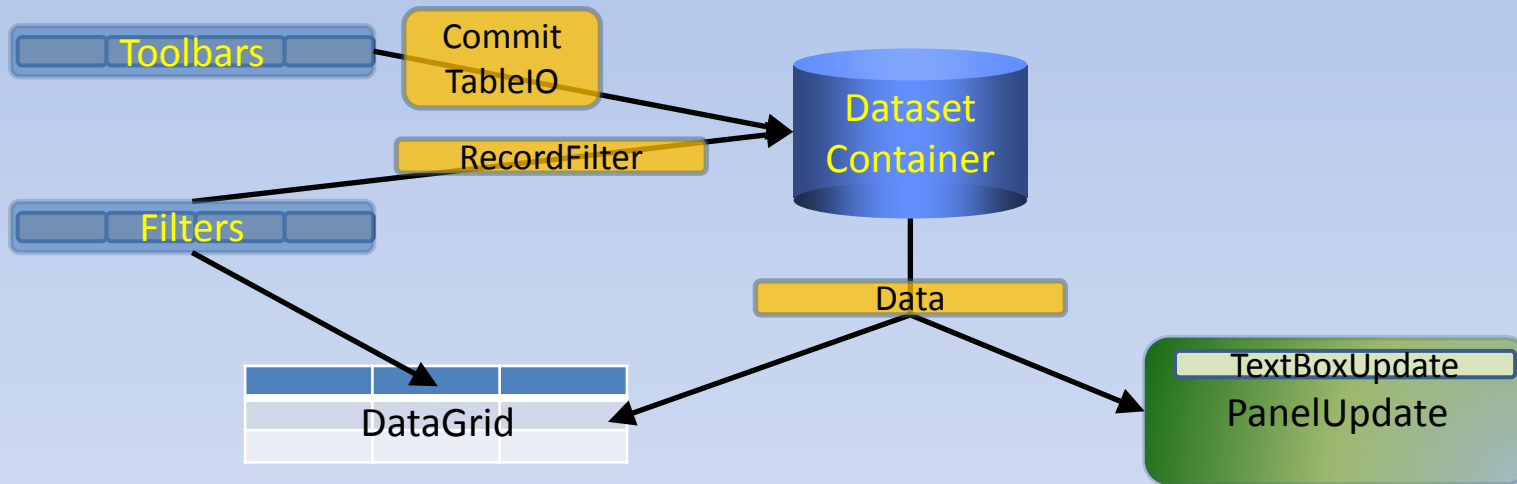 Toolbars
Commit
TableIO
Dataset
Container
RecordFilter
Filters
Data
TextBoxUpdate
PanelUpdate
DataGrid